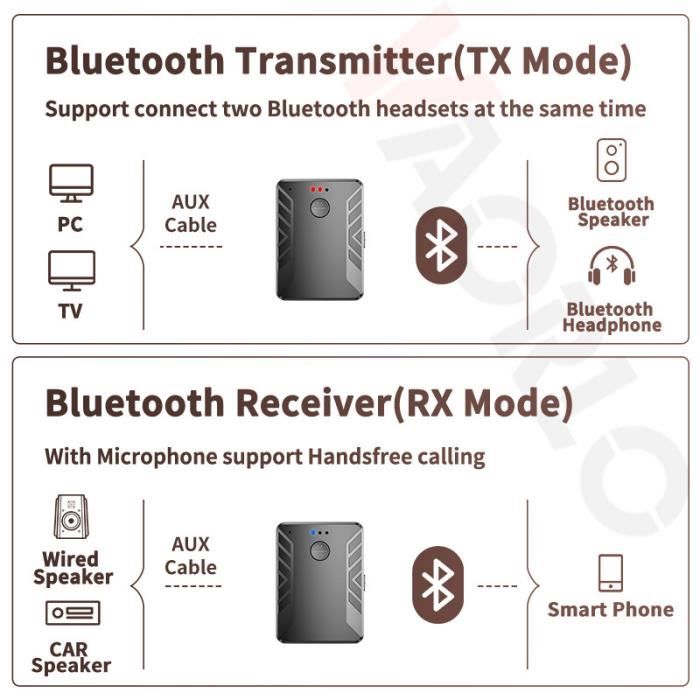 Bluetooth Transmitter(TX Mode)
Support connect two Bluetooth headsets at the same time
PC
TV
AUX
Cable
Bluetooth
Speaker
Bluetooth
Headphone
Bluetooth Receiver(RX Mode)
With Microphone support Handsfree calling
Wired
Speaker
CAR
Speaker
AUX
Cable
Smart Phone